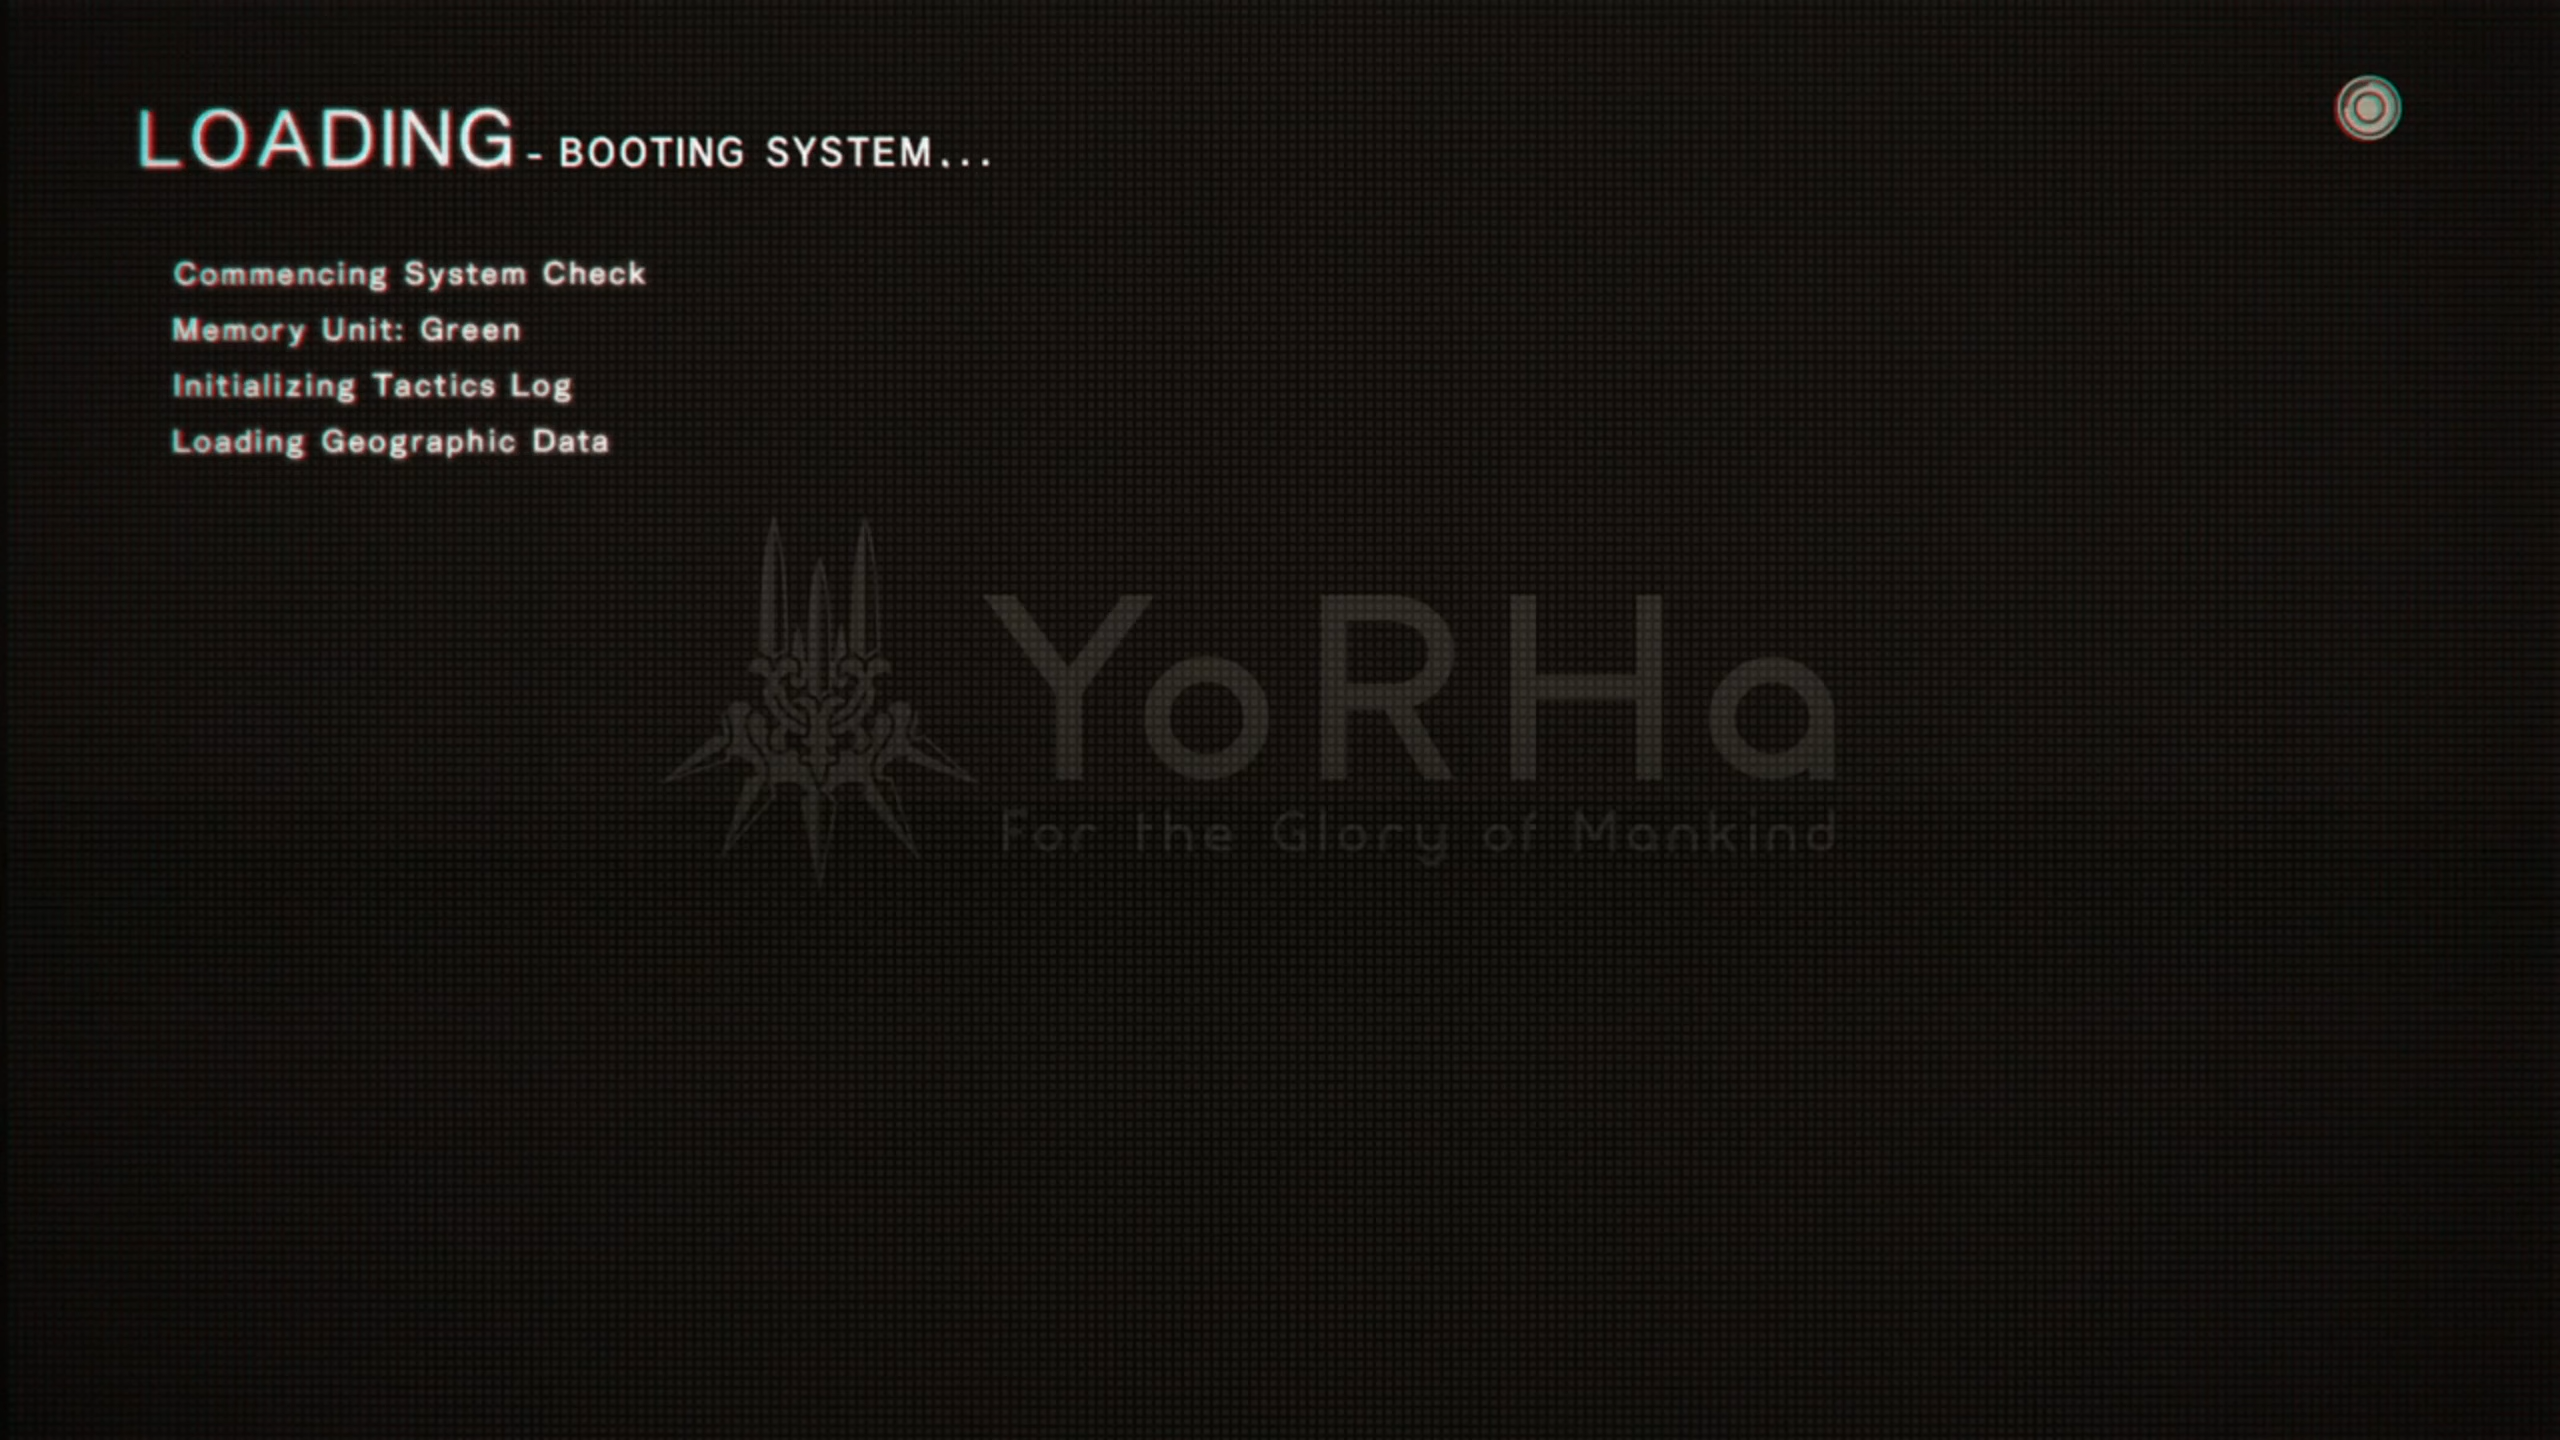 LOADING - BOOTING SYSTEM...
Commencing System Check
Memory Unit: Green
Initializing Tactics Log
Loading Geographic Data
YoRHa
For the Glory of Mankind